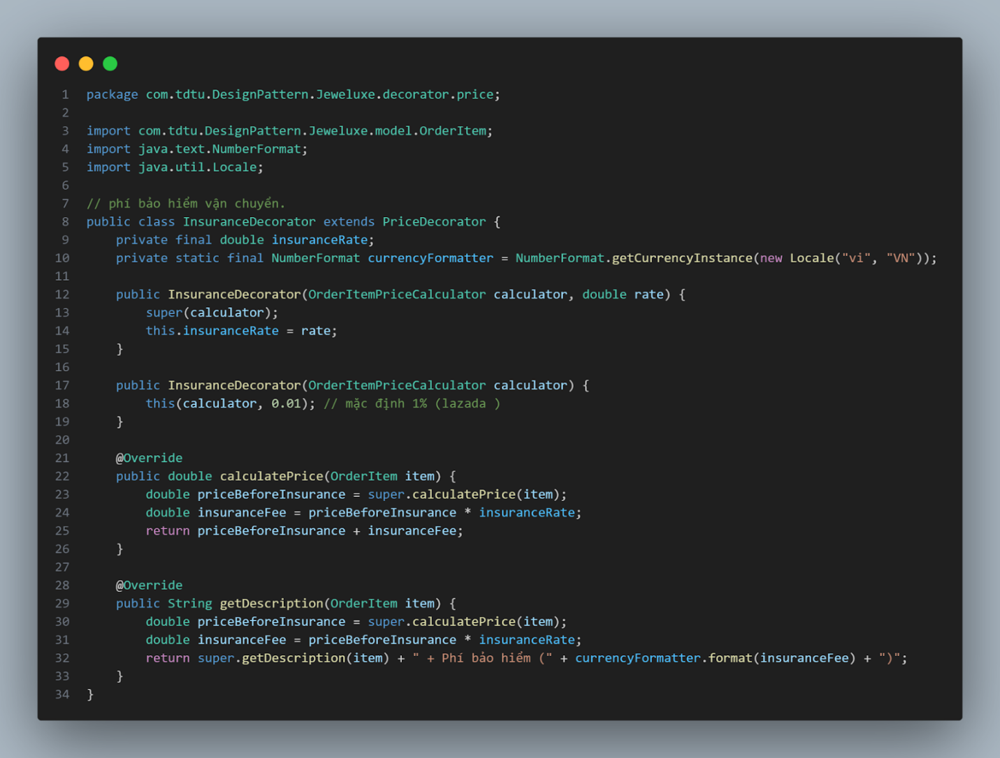 1 package com.tdtu.DesignPattern.Jeweluxe.decorator.price;
2
3 import com.tdtu.DesignPattern.Jeweluxe.model.OrderItem;
4 import java.text.NumberFormat;
5 import java.util.Locale;
6
7 // phí bảo hiểm vận chuyển.
8 public class InsuranceDecorator extends PriceDecorator {
9     private final double insuranceRate;
10     private static final NumberFormat currencyFormatter = NumberFormat.getCurrencyInstance(new Locale("vi", "VN"));
11
12     public InsuranceDecorator(OrderItemPriceCalculator calculator, double rate) {
13         super(calculator);
14         this.insuranceRate = rate;
15     }
16
17     public InsuranceDecorator(OrderItemPriceCalculator calculator) {
18         this(calculator, 0.01); // mặc định 1% (lazada )
19     }
20
21     @Override
22     public double calculatePrice(OrderItem item) {
23         double priceBeforeInsurance = super.calculatePrice(item);
24         double insuranceFee = priceBeforeInsurance * insuranceRate;
25         return priceBeforeInsurance + insuranceFee;
26     }
27
28     @Override
29     public String getDescription(OrderItem item) {
30         double priceBeforeInsurance = super.calculatePrice(item);
31         double insuranceFee = priceBeforeInsurance * insuranceRate;
32         return super.getDescription(item) + " + Phí bảo hiểm (" + currencyFormatter.format(insuranceFee) + ")";
33     }
34 }